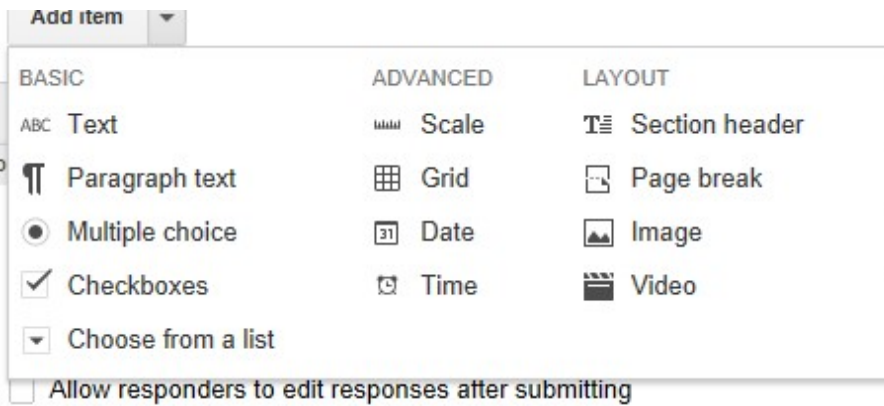 Add item
BASIC ADVANCED LAYOUT
ABC Text Scale T Section header
¶ Paragraph text Grid Page break
Multiple choice 31 Date Image
Checkboxes Time Video
Choose from a list
Allow responders to edit responses after submitting